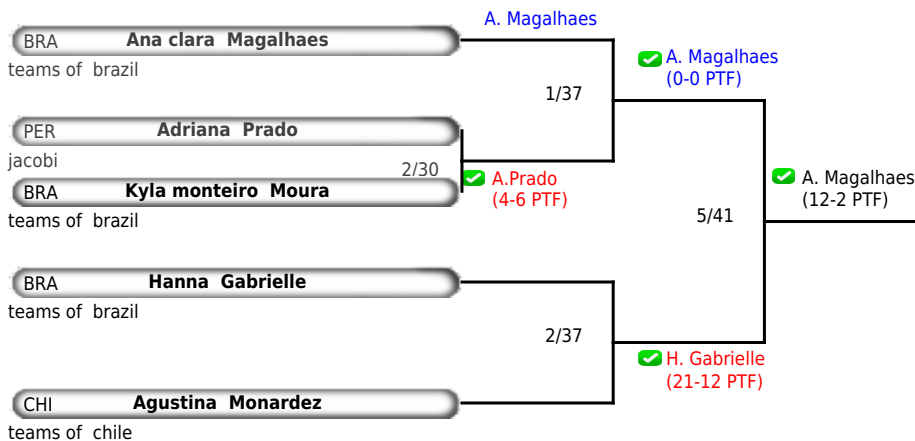 A. Magalhaes
BRA Ana clara Magalhaes
teams of brazil
A. Magalhaes
(0-0 PTF)
1/37
PER Adriana Prado
jacobi
2/30
BRA Kyla monteiro Moura
teams of brazil
A.Prado
(4-6 PTF)
A. Magalhaes
(12-2 PTF)
5/41
BRA Hanna Gabrielle
teams of brazil
2/37
H. Gabrielle
(21-12 PTF)
CHI Agustina Monardez
teams of chile